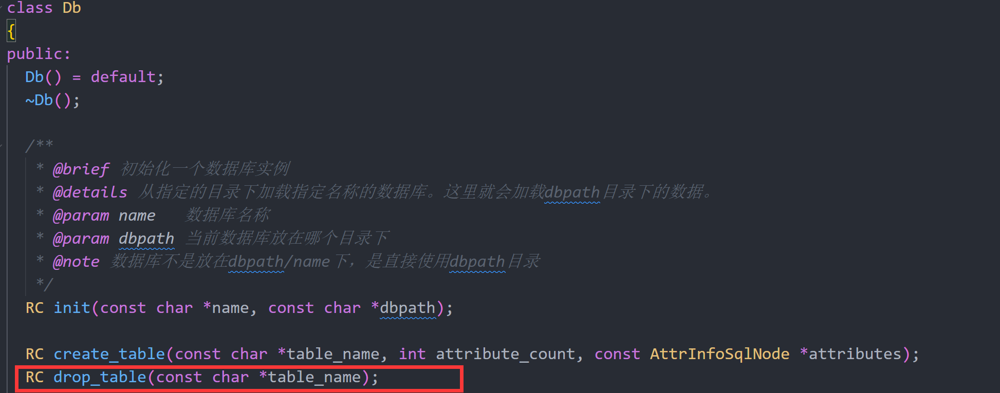 class Db
{
public:
Db() = default;
~Db();
/**
* @brief 初始化一个数据库实例
* @details 从指定的目录下加载指定名称的数据库。这里就会加载dbpath目录下的数据。
* @param name   数据库名称
* @param dbpath 当前数据库放在哪个目录下
* @note 数据库不是放在dbpath/name下，是直接使用dbpath目录
*/
RC init(const char *name, const char *dbpath);
RC create_table(const char *table_name, int attribute_count, const AttrInfoSqlNode *attributes);
RC drop_table(const char *table_name);